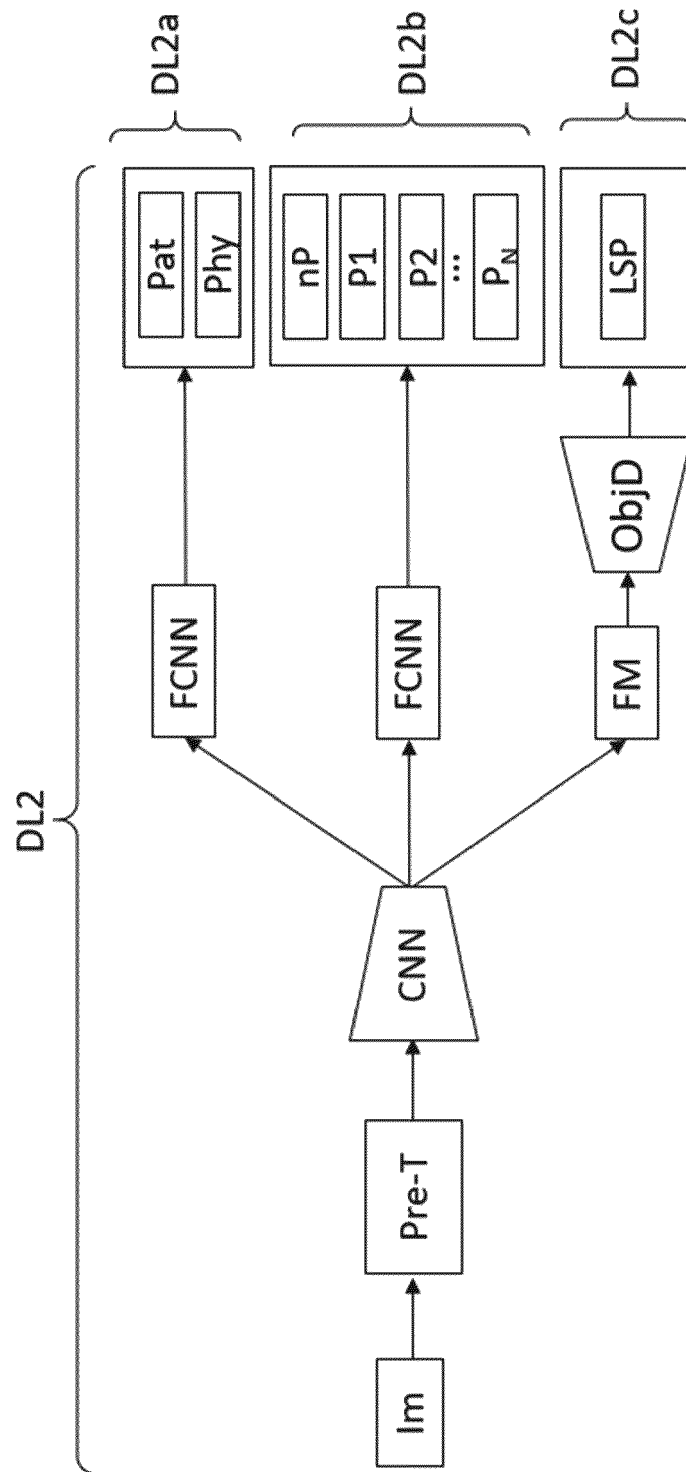 DL2
Im
Pre-T
CNN
FCNN
Pat
Phy
DL2a
FCNN
nP
P1
P2
...
P_N
DL2b
FM
ObjD
LSP
DL2c